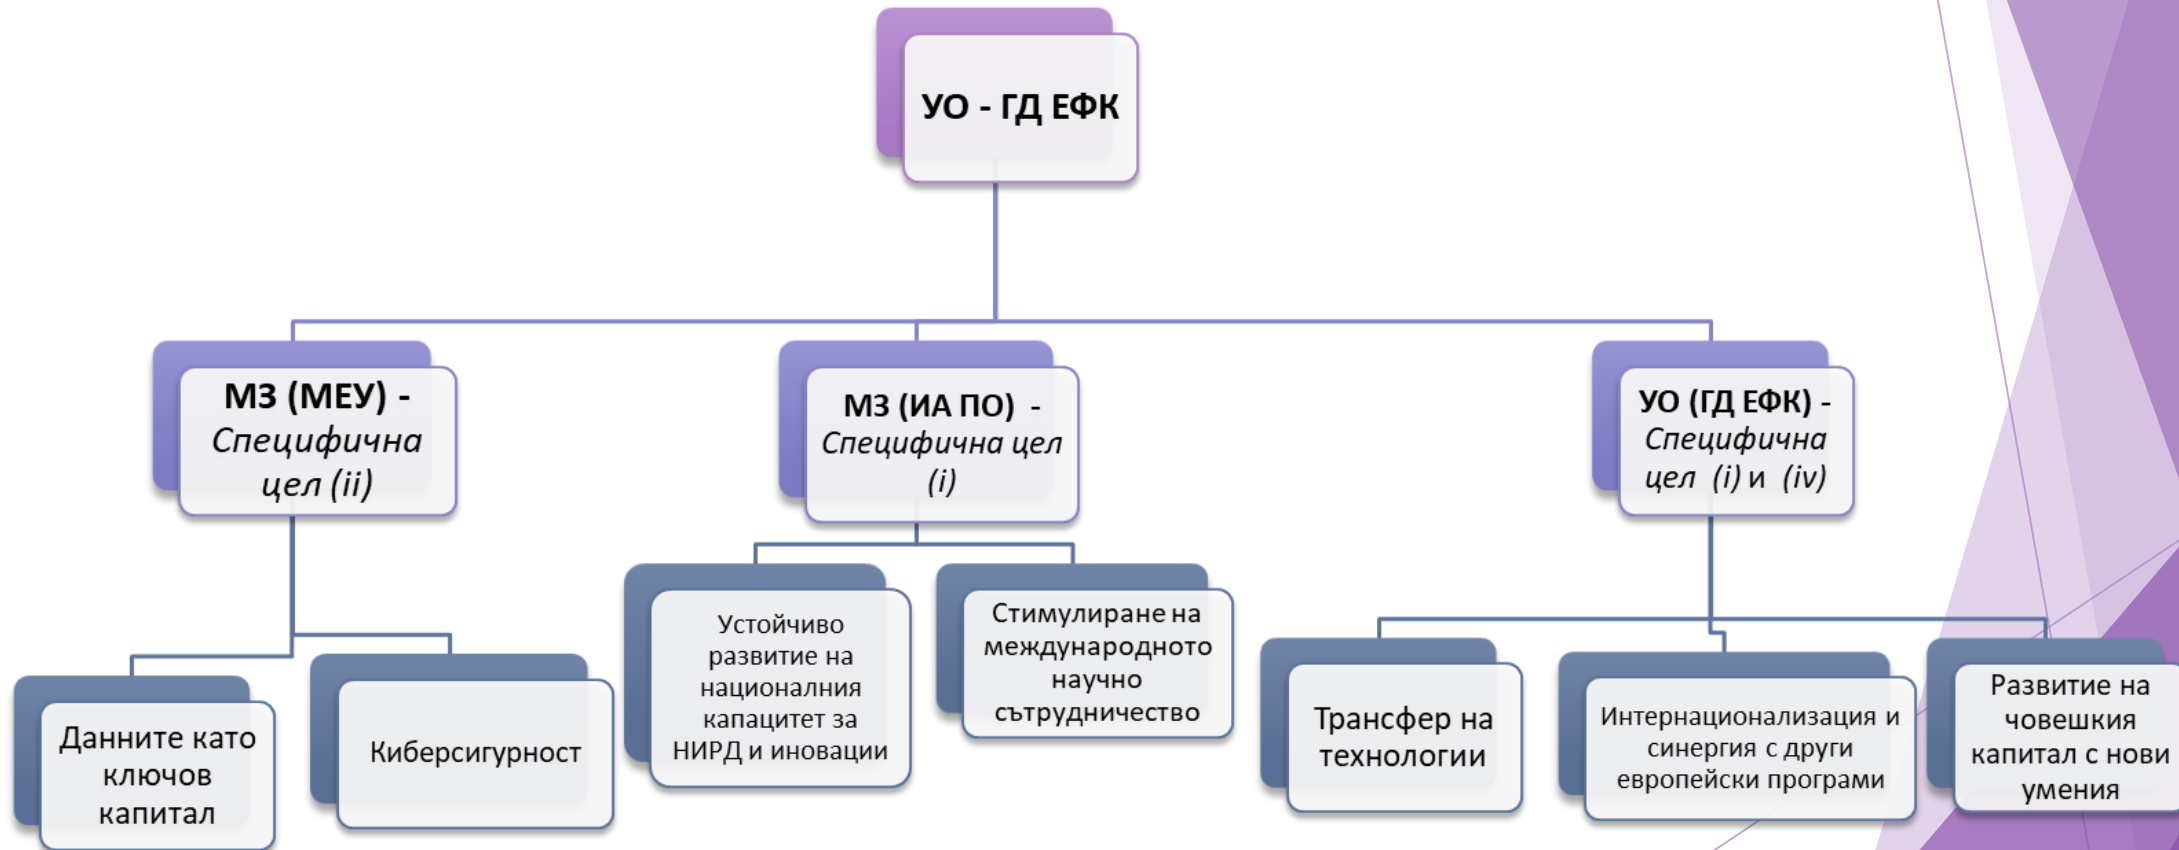 УО - ГД ЕФК
МЗ (МЕУ) -
Специфична
цел (ii)
МЗ (ИА ПО) -
Специфична цел
(i)
УО (ГД ЕФК) -
Специфична
цел (i) и (iv)
Данните като
ключов
капитал
Киберсигурност
Устойчиво
развитие на
националния
капацитет за
НИРД и иновации
Стимулиране на
международното
научно
сътрудничество
Трансфер на
технологии
Интернационализация и
синергия с други
европейски програми
Развитие на
човешкия
капитал с нови
умения